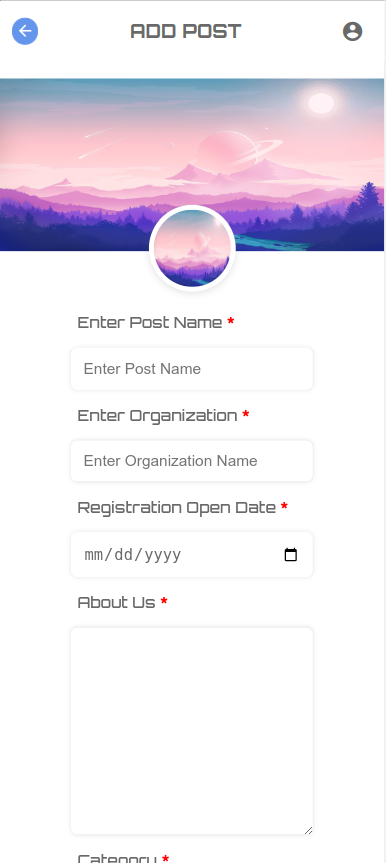 ADD POST
Enter Post Name *
Enter Post Name
Enter Organization *
Enter Organization Name
Registration Open Date *
mm/dd/yyyy
About Us *
Category *